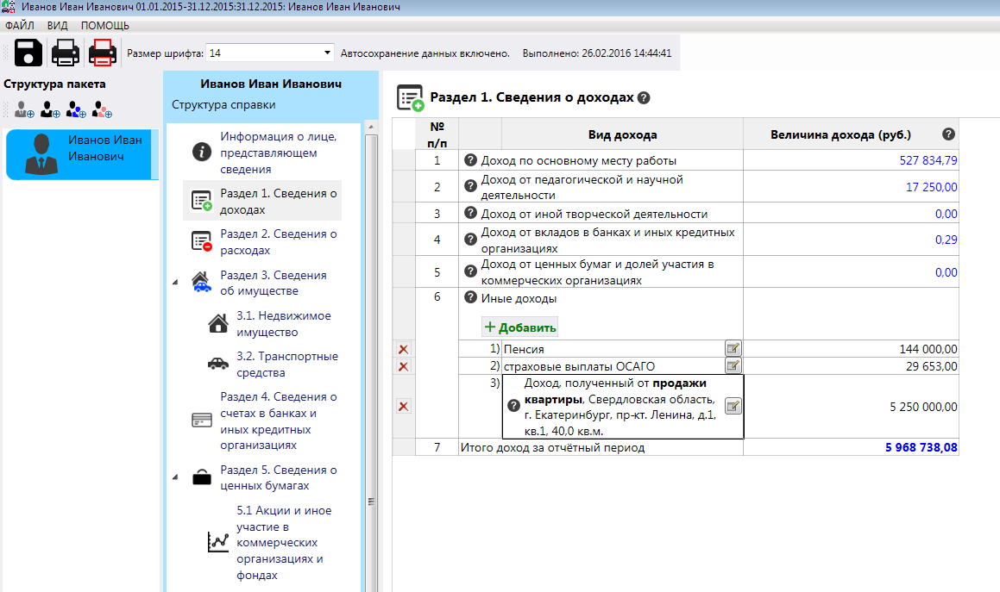 Иванов Иван Иванович 01.01.2015-31.12.2015:31.12.2015: Иванов Иван Иванович
ФАЙЛ ВИД ПОМОЩЬ
Размер шрифта: 14 Автосохранение данных включено. Выполнено: 26.02.2016 14:44:41
Структура пакета
Иванов Иван
Иванович
Иванов Иван Иванович
Структура справки
Информация о лице,
представляющем
сведения
Раздел 1. Сведения о
доходах
Раздел 2. Сведения о
расходах
Раздел 3. Сведения
об имуществе
3.1. Недвижимое
имущество
3.2. Транспортные
средства
Раздел 4. Сведения о
счетах в банках и
иных кредитных
организациях
Раздел 5. Сведения о
ценных бумагах
5.1 Акции и иное
участие в
коммерческих
организациях и
фондах
Раздел 1. Сведения о доходах ?
№
п/п
Вид дохода Величина дохода (руб.) ?
1 ? Доход по основному месту работы 527 834,79
2 ? Доход от педагогической и научной
деятельности 17 250,00
3 ? Доход от иной творческой деятельности 0,00
4 ? Доход от вкладов в банках и иных кредитных
организациях 0,29
5 ? Доход от ценных бумаг и долей участия в
коммерческих организациях 0,00
6 ? Иные доходы
+ Добавить
1) Пенсия 144 000,00
2) страховые выплаты ОСАГО 29 653,00
3) ? Доход, полученный от продажи
квартиры, Свердловская область,
г. Екатеринбург, пр-кт. Ленина, д.1,
кв.1, 40,0 кв.м. 5 250 000,00
7 Итого доход за отчётный период 5 968 738,08